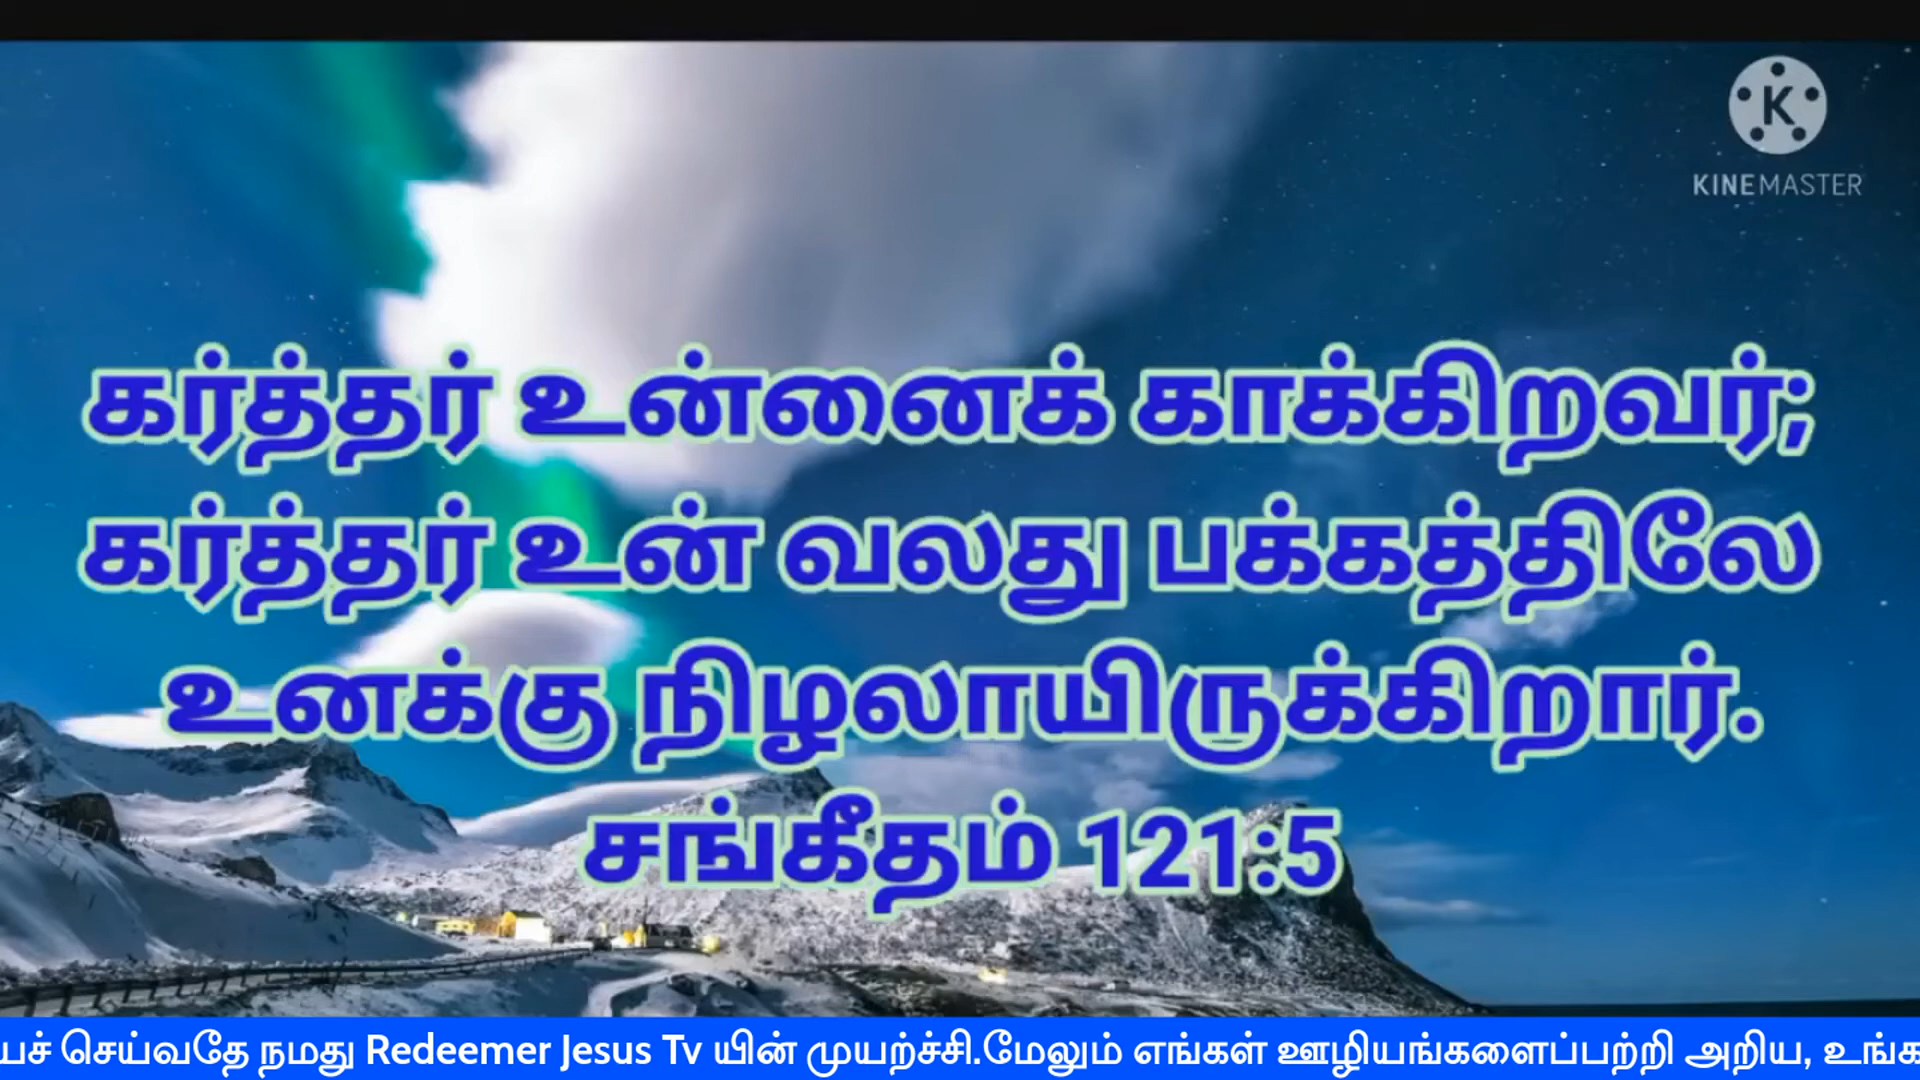 KINEMASTER
கர்த்தர் உன்னைக் காக்கிறவர்;
கர்த்தர் உன் வலது பக்கத்திலே
உனக்கு நிழலாயிருக்கிறார்.
சங்கீதம் 121:5
செய்வதே நமது Redeemer Jesus Tv யின் முயற்ச்சி.மேலும் எங்கள் ஊழியங்களைப்பற்றி அறிய,